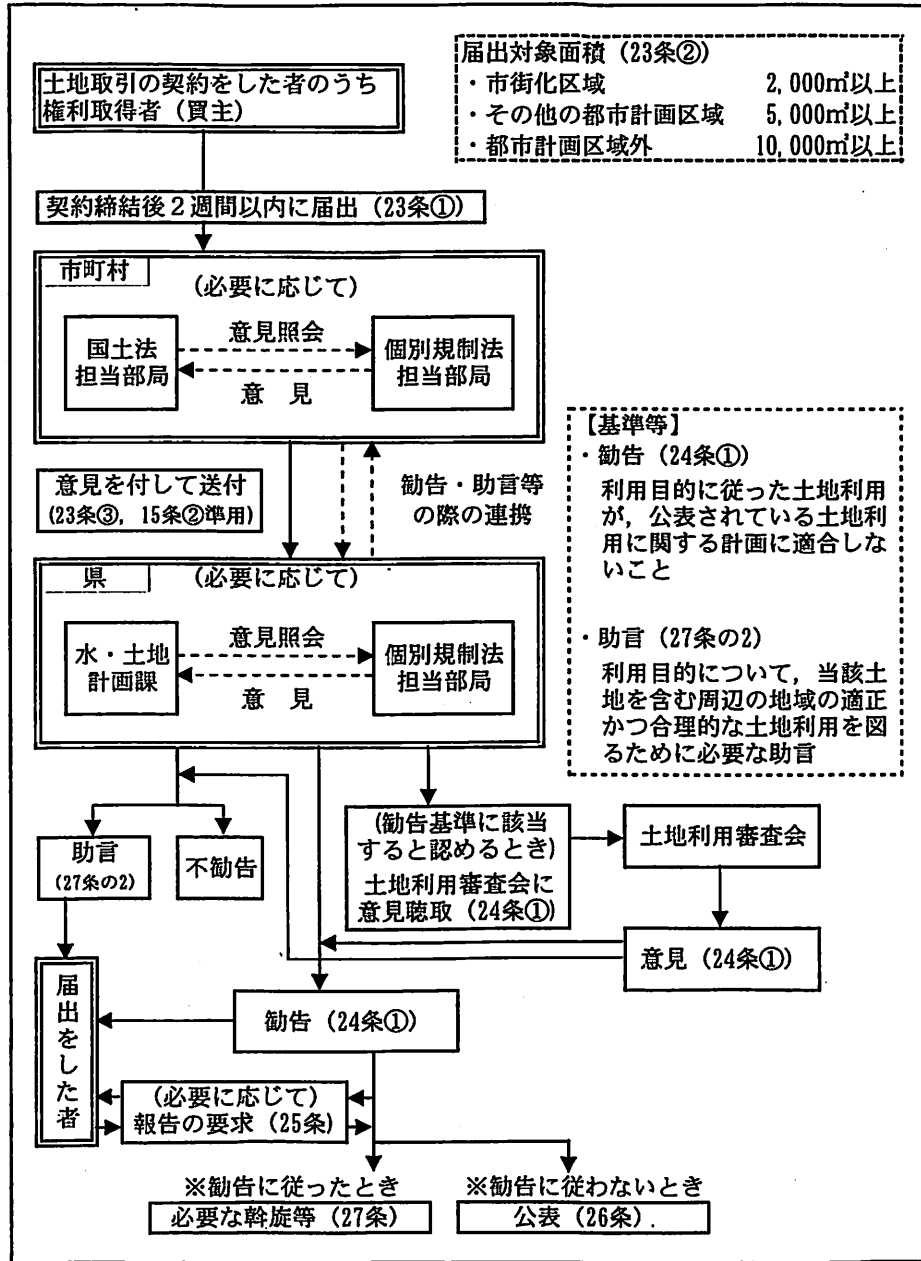 土地取引の契約をした者のうち
権利取得者（買主）
届出対象面積（23条②）
・市街化区域 2,000㎡以上
・その他の都市計画区域 5,000㎡以上
・都市計画区域外 10,000㎡以上
契約締結後２週間以内に届出（23条①）
市町村
(必要に応じて)
国土法
担当部局
意見照会
意 見
個別規制法
担当部局
意見を付して送付
(23条③, 15条②準用)
勧告・助言等
の際の連携
【基準等】
・勧告（24条①）
利用目的に従った土地利用
が，公表されている土地利
用に関する計画に適合しな
いこと
・助言（27条の2）
利用目的について，当該土
地を含む周辺の地域の適正
かつ合理的な土地利用を図
るために必要な助言
県
(必要に応じて)
水・土地
計画課
意見照会
意 見
個別規制法
担当部局
助言
(27条の2)
不勧告
(勧告基準に該当
すると認めるとき)
土地利用審査会に
意見聴取（24条①）
土地利用審査会
意見（24条①）
届出をした者
勧告（24条①）
(必要に応じて)
報告の要求（25条）
※勧告に従ったとき
必要な斡旋等（27条）
※勧告に従わないとき
公表（26条）.